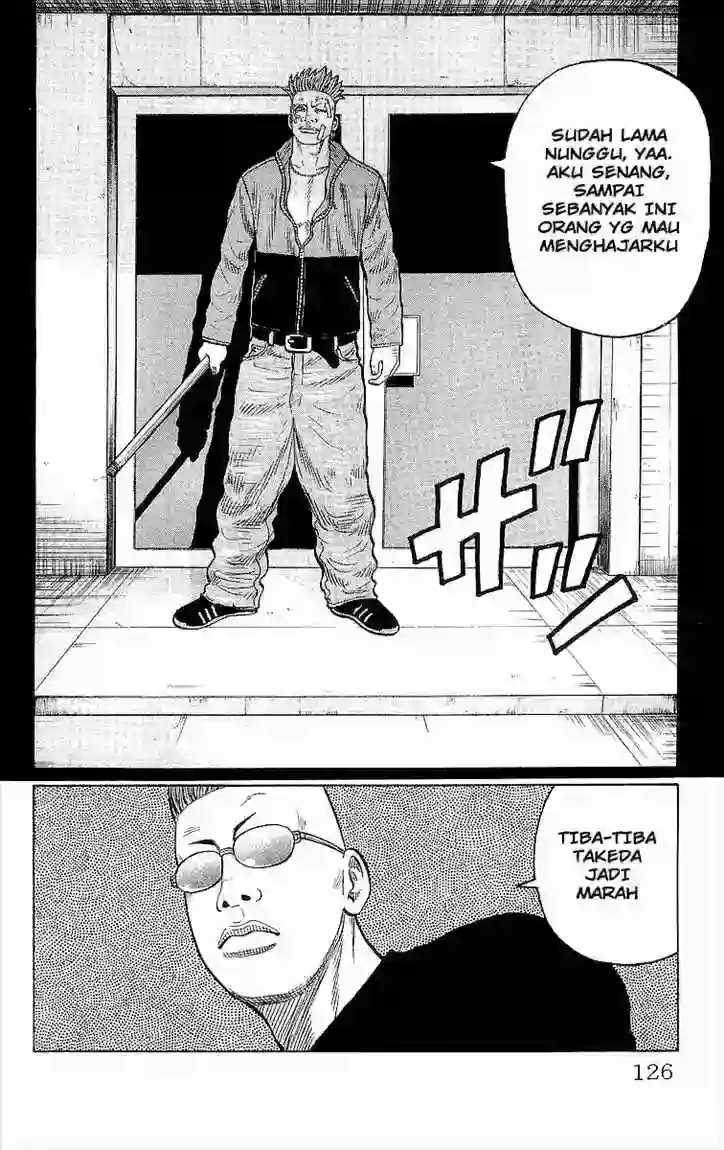 SUDAH LAMA
NUNGGU, YAA.
AKU SENANG,
SAMPAI
SEBANYAK INI
ORANG YG MAU
MENGHAJARKU
ザ゛ッ
TIBA-TIBA
TAKEDA
JADI
MARAH
126